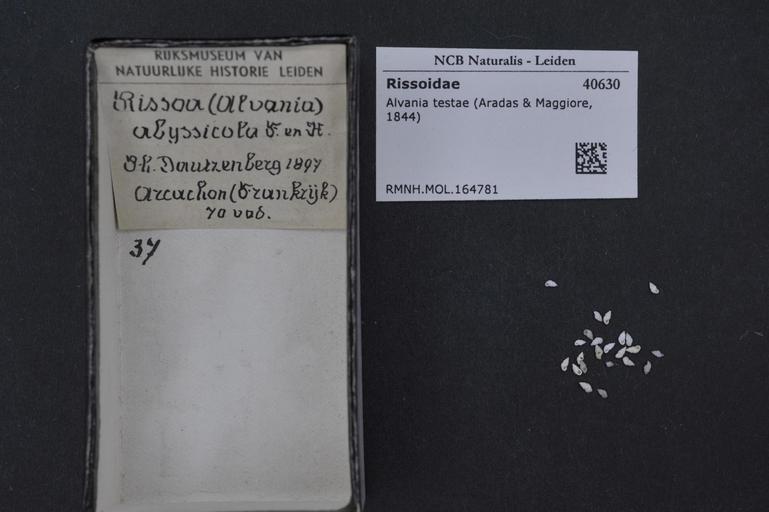 RIJKSMUSEUM VAN
NATUURLIJKE HISTORIE LEIDEN
Rissoa (Alvania)
abyssicola F. en H.
Ph. Dautzenberg 1897
Arcachon (Frankrijk)
70 vad.
37
NCB Naturalis - Leiden
Rissoidae 40630
Alvania testae (Aradas & Maggiore,
1844)
RMNH.MOL.164781